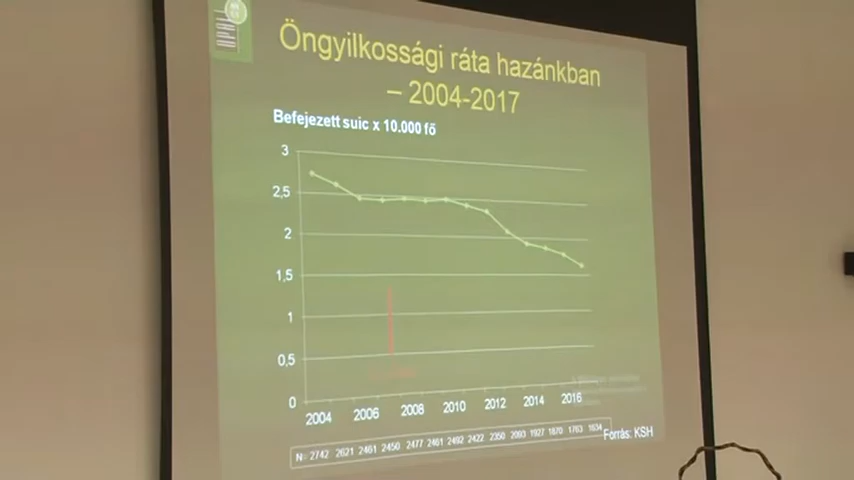 Öngyilkossági ráta hazánkban
– 2004-2017
Befejezett suic x 10.000 fő
3
2,5
2
1,5
1
0,5
0
2004 2006 2008 2010 2012 2014 2016
N= 2742 2621 2461 2450 2477 2461 2492 2422 2350 2093 1927 1870 1763 1634
Forrás: KSH